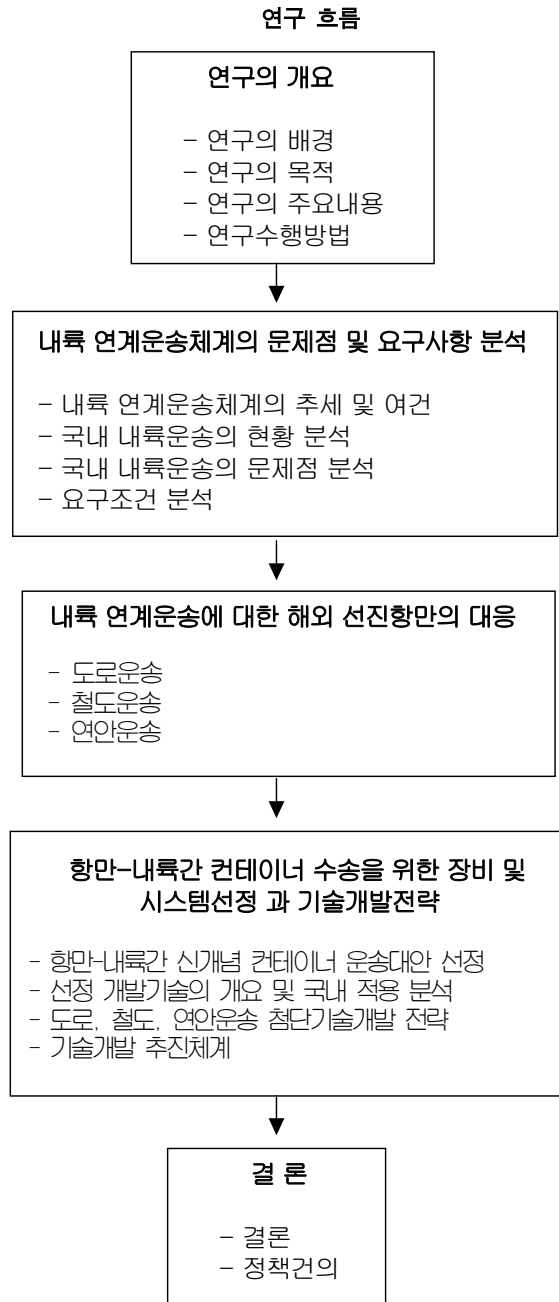 연구 흐름
연구의 개요
- 연구의 배경
- 연구의 목적
- 연구의 주요내용
- 연구수행방법
내륙 연계운송체계의 문제점 및 요구사항 분석
- 내륙 연계운송체계의 추세 및 여건
- 국내 내륙운송의 현황 분석
- 국내 내륙운송의 문제점 분석
- 요구조건 분석
내륙 연계운송에 대한 해외 선진항만의 대응
- 도로운송
- 철도운송
- 연안운송
항만-내륙간 컨테이너 수송을 위한 장비 및
시스템선정 과 기술개발전략
- 항만-내륙간 신개념 컨테이너 운송대안 선정
- 선정 개발기술의 개요 및 국내 적용 분석
- 도로, 철도, 연안운송 첨단기술개발 전략
- 기술개발 추진체계
결 론
- 결론
- 정책건의